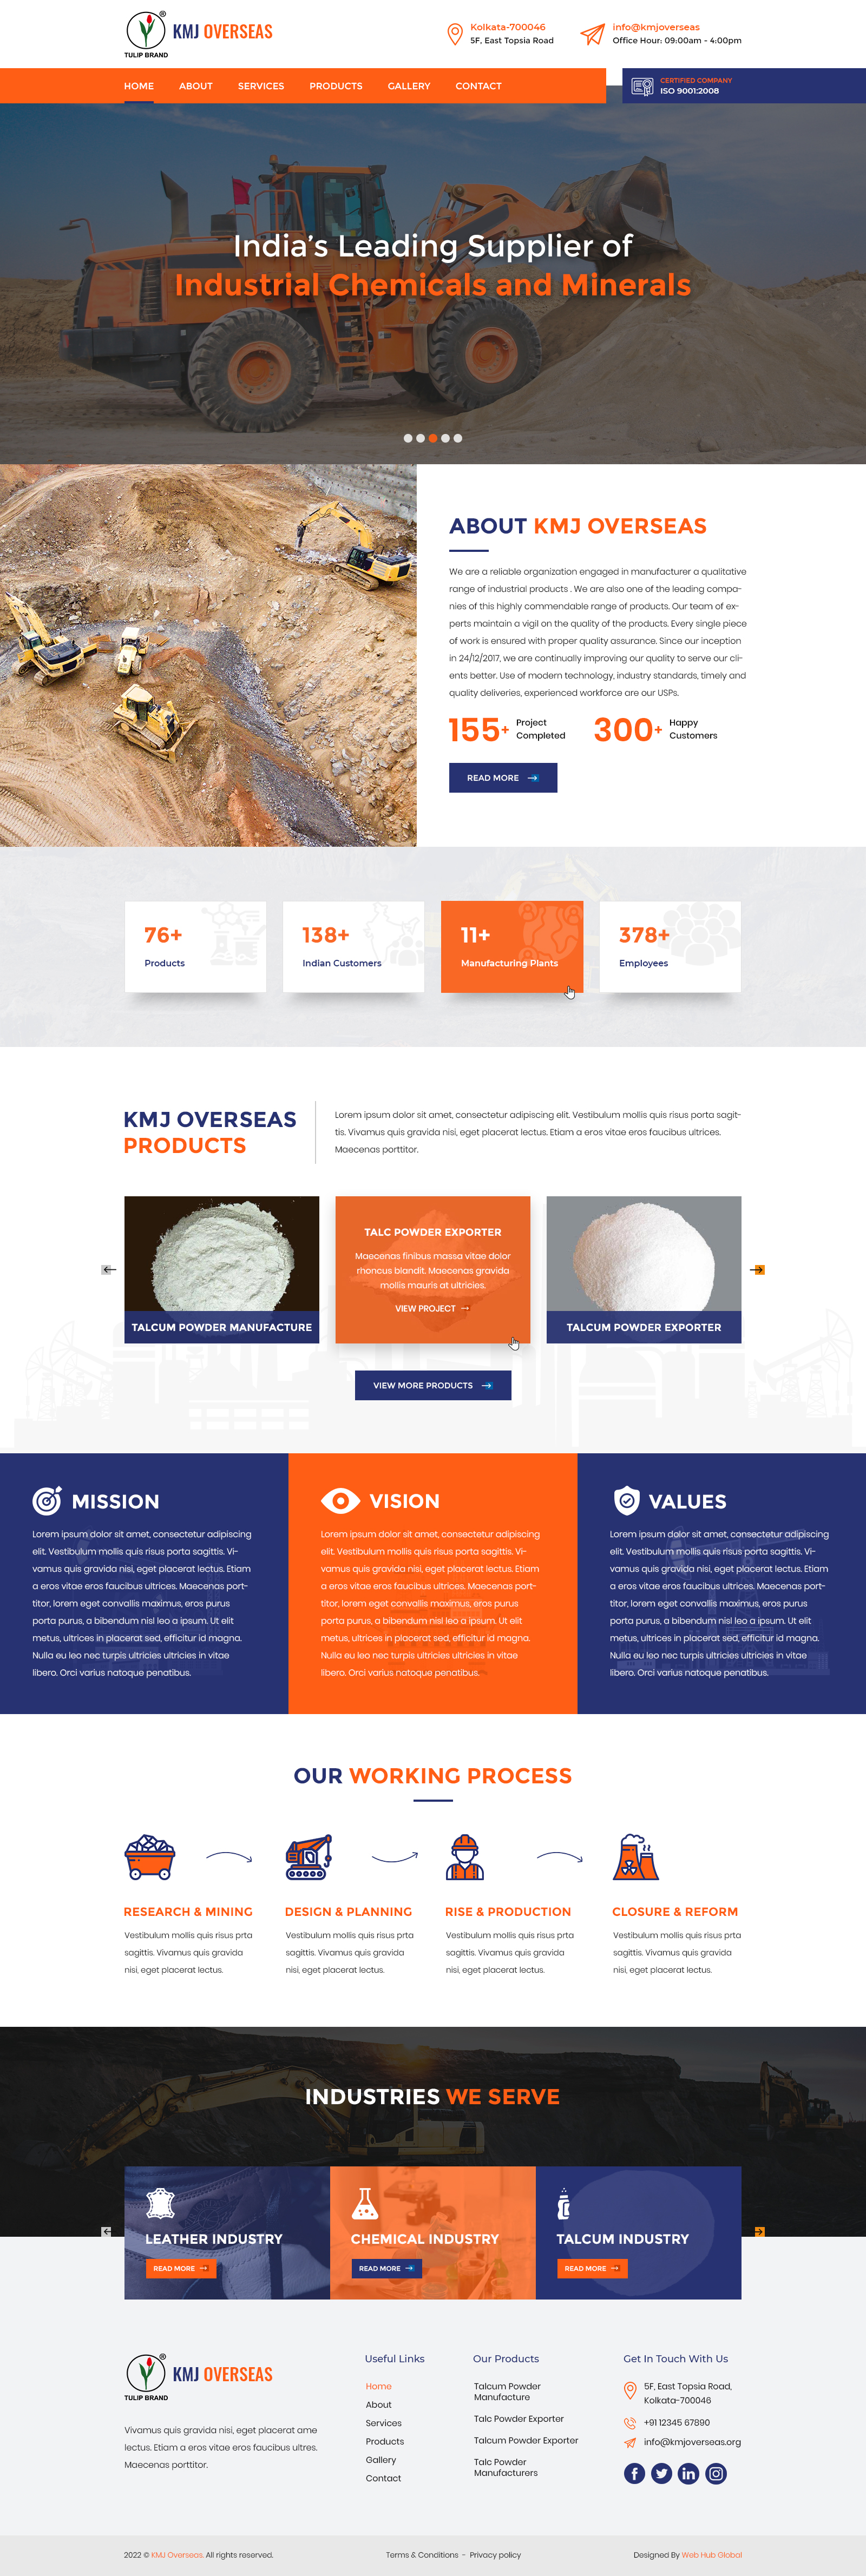 KMJ OVERSEAS
TULIP BRAND
Kolkata-700046
5F, East Topsia Road
info@kmjoverseas
Office Hour: 09:00am - 4:00pm
HOME
ABOUT
SERVICES
PRODUCTS
GALLERY
CONTACT
CERTIFIED COMPANY
ISO 9001:2008
India's Leading Supplier of
Industrial Chemicals and Minerals
ABOUT KMJ OVERSEAS
We are a reliable organization engaged in manufacturer a qualitative
range of industrial products . We are also one of the leading compa-
nies of this highly commendable range of products. Our team of ex-
perts maintain a vigil on the quality of the products. Every single piece
of work is ensured with proper quality assurance. Since our inception
in 24/12/2017, we are continually improving our quality to serve our cli-
ents better. Use of modern technology, industry standards, timely and
quality deliveries, experienced workforce are our USPs.
155+ Project
Completed
300+ Happy
Customers
READ MORE
76+
Products
138+
Indian Customers
11+
Manufacturing Plants
378+
Employees
KMJ OVERSEAS
PRODUCTS
Lorem ipsum dolor sit amet, consectetur adipiscing elit. Vestibulum mollis quis risus porta sagit-
tis. Vivamus quis gravida nisi, eget placerat lectus. Etiam a eros vitae eros faucibus ultrices.
Maecenas porttitor.
TALCUM POWDER MANUFACTURE
TALC POWDER EXPORTER
Maecenas finibus massa vitae dolor
rhoncus blandit. Maecenas gravida
mollis mauris at ultricies.
VIEW PROJECT
TALCUM POWDER EXPORTER
VIEW MORE PRODUCTS
MISSION
Lorem ipsum dolor sit amet, consectetur adipiscing
elit. Vestibulum mollis quis risus porta sagittis. Vi-
vamus quis gravida nisi, eget placerat lectus. Etiam
a eros vitae eros faucibus ultrices. Maecenas port-
titor, lorem eget convallis maximus, eros purus
porta purus, a bibendum nisl leo a ipsum. Ut elit
metus, ultrices in placerat sed, efficitur id magna.
Nulla eu leo nec turpis ultricies ultricies in vitae
libero. Orci varius natoque penatibus.
VISION
Lorem ipsum dolor sit amet, consectetur adipiscing
elit. Vestibulum mollis quis risus porta sagittis. Vi-
vamus quis gravida nisi, eget placerat lectus. Etiam
a eros vitae eros faucibus ultrices. Maecenas port-
titor, lorem eget convallis maximus, eros purus
porta purus, a bibendum nisl leo a ipsum. Ut elit
metus, ultrices in placerat sed, efficitur id magna.
Nulla eu leo nec turpis ultricies ultricies in vitae
libero. Orci varius natoque penatibus.
VALUES
Lorem ipsum dolor sit amet, consectetur adipiscing
elit. Vestibulum mollis quis risus porta sagittis. Vi-
vamus quis gravida nisi, eget placerat lectus. Etiam
a eros vitae eros faucibus ultrices. Maecenas port-
titor, lorem eget convallis maximus, eros purus
porta purus, a bibendum nisl leo a ipsum. Ut elit
metus, ultrices in placerat sed, efficitur id magna.
Nulla eu leo nec turpis ultricies ultricies in vitae
libero. Orci varius natoque penatibus.
OUR WORKING PROCESS
RESEARCH & MINING
Vestibulum mollis quis risus prta
sagittis. Vivamus quis gravida
nisi, eget placerat lectus.
DESIGN & PLANNING
Vestibulum mollis quis risus prta
sagittis. Vivamus quis gravida
nisi, eget placerat lectus.
RISE & PRODUCTION
Vestibulum mollis quis risus prta
sagittis. Vivamus quis gravida
nisi, eget placerat lectus.
CLOSURE & REFORM
Vestibulum mollis quis risus prta
sagittis. Vivamus quis gravida
nisi, eget placerat lectus.
INDUSTRIES WE SERVE
LEATHER INDUSTRY
READ MORE
CHEMICAL INDUSTRY
READ MORE
TALCUM INDUSTRY
READ MORE
KMJ OVERSEAS
TULIP BRAND
Vivamus quis gravida nisi, eget placerat ame
lectus. Etiam a eros vitae eros faucibus ultres.
Maecenas porttitor.
Useful Links
Home
About
Services
Products
Gallery
Contact
Our Products
Talcum Powder
Manufacture
Talc Powder Exporter
Talcum Powder Exporter
Talc Powder
Manufacturers
Get In Touch With Us
5F, East Topsia Road,
Kolkata-700046
+91 12345 67890
info@kmjoverseas.org
2022 © KMJ Overseas. All rights reserved.
Terms & Conditions - Privacy policy
Designed By Web Hub Global